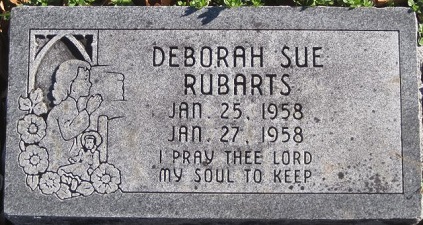 DEBORAH SUE
RUBARTS
JAN. 25, 1958
JAN. 27, 1958
I PRAY THEE LORD
MY SOUL TO KEEP